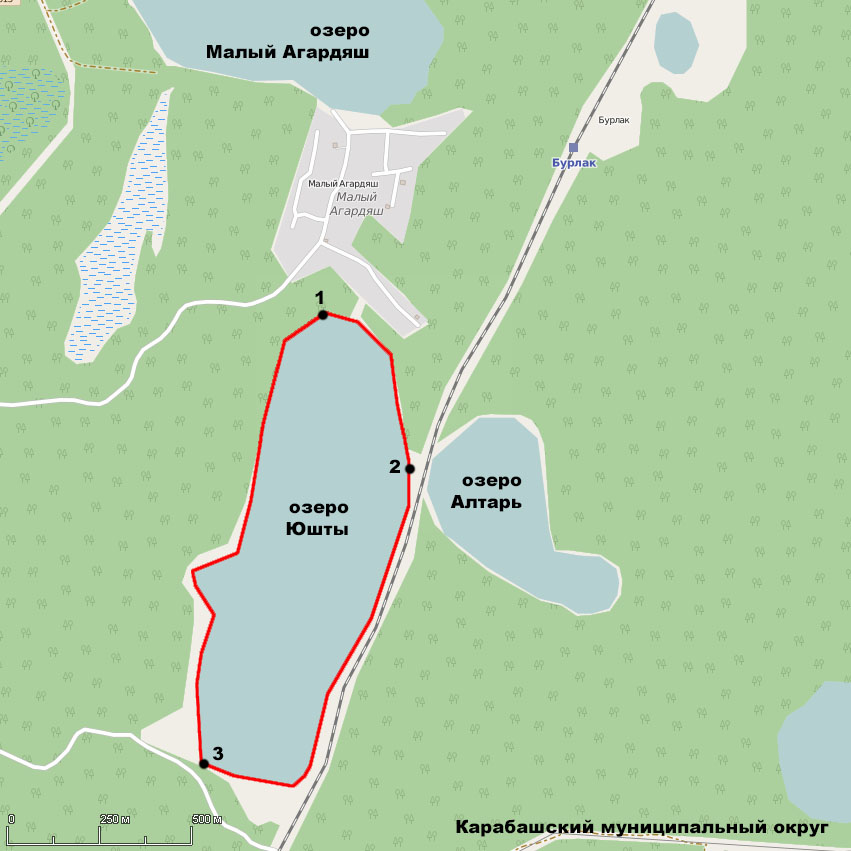 озеро
Малый Агардяш
Бурлак
Бурлак
Малый Агардяш
Малый
Агардяш
1
2
озеро
Алтарь
озеро
Юшты
3
0 250 м 500 м
Карабашский муниципальный округ